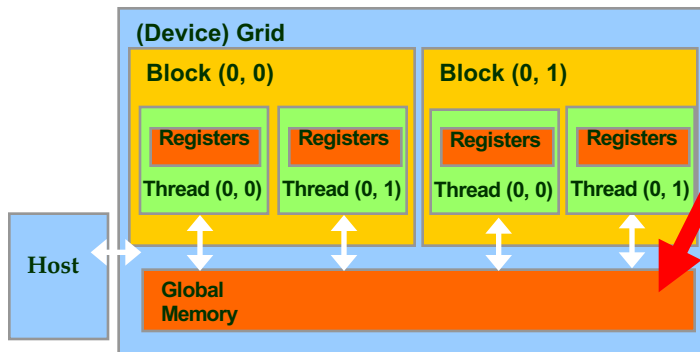 (Device) Grid
Block (0, 0)
Block (0, 1)
Registers
Registers
Registers
Registers
Thread (0, 0)
Thread (0, 1)
Thread (0, 0)
Thread (0, 1)
Host
Global
Memory